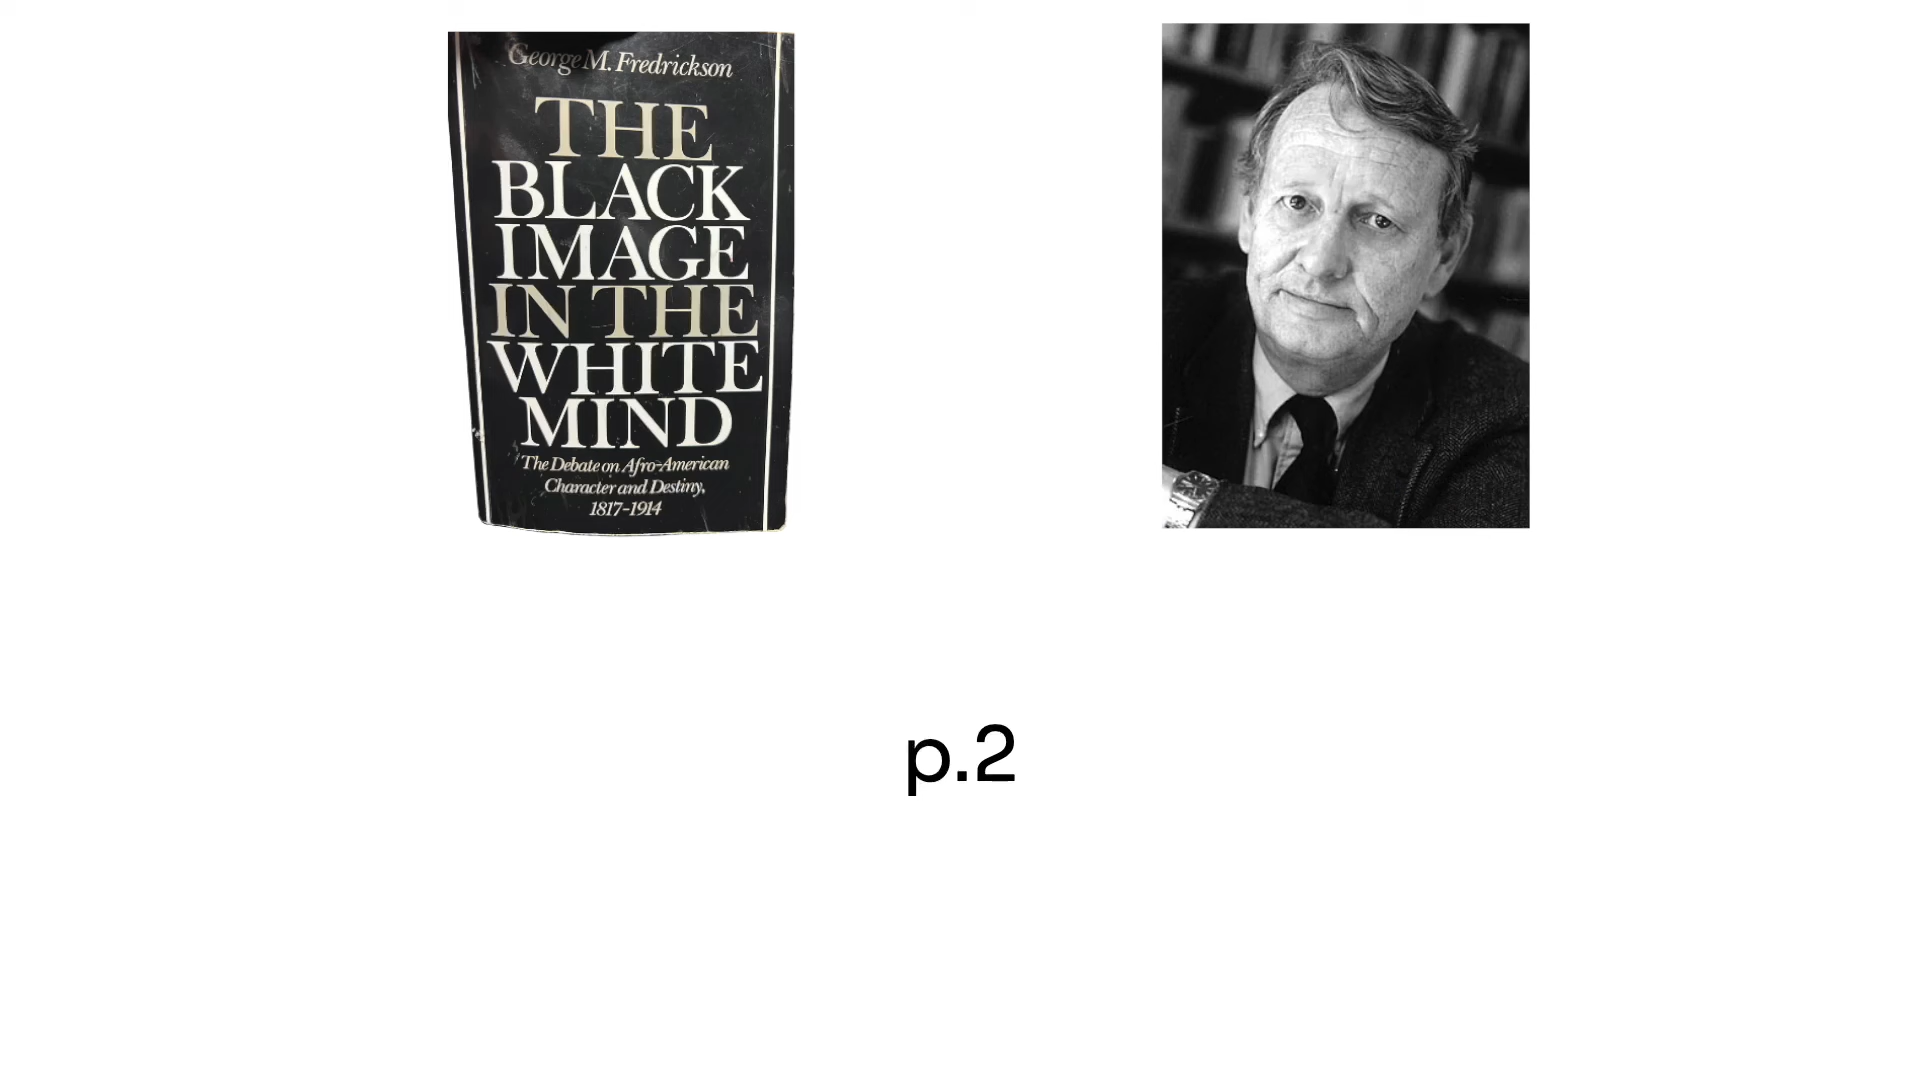 George M. Fredrickson
THE
BLACK
IMAGE
IN THE
WHITE
MIND
The Debate on Afro-American
Character and Destiny,
1817-1914
p.2